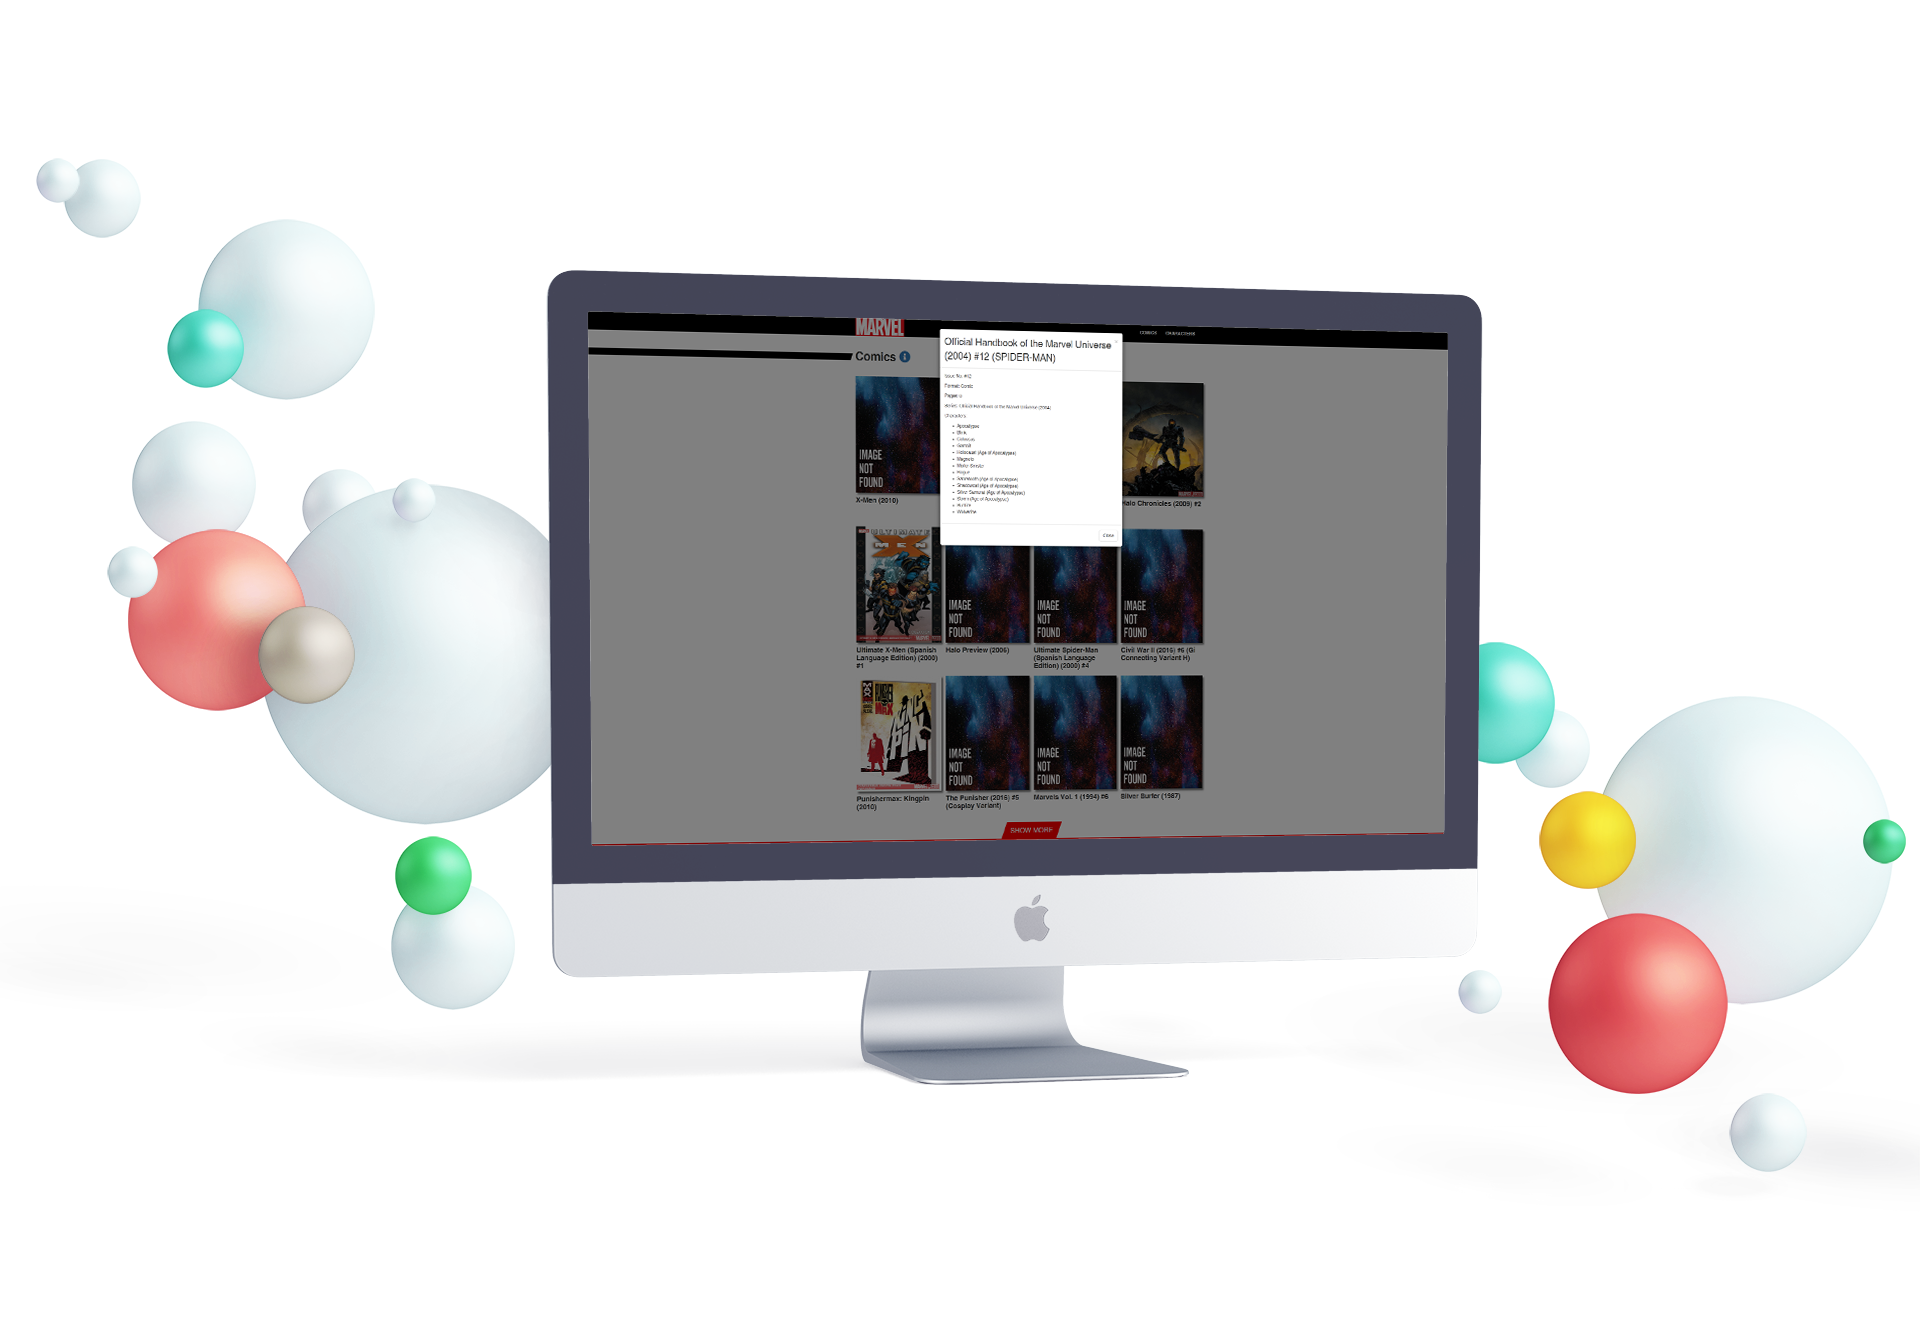 MARVEL
COMICS CHARACTERS
Comics
Official Handbook of the Marvel Universe
(2004) #12 (SPIDER-MAN)
Issue No. #12
Format: Comic
Pages: 0
Series: Official Handbook of the Marvel Universe (2004)
Characters
Apocalypse
Blink
Colossus
Gambit
Holocaust (Age of Apocalypse)
Magneto
Mister Sinister
Rogue
Sabretooth (Age of Apocalypse)
Shadowcat (Age of Apocalypse)
Silver Samurai (Age of Apocalypse)
Storm (Age of Apocalypse)
Sunfire
Wolverine
Close
IMAGE
NOT
FOUND
X-Men (2010)
Halo Chronicles (2009) #2
ULTIMATE
X
MEN
Ultimate X-Men (Spanish
Language Edition) (2000)
#1
IMAGE
NOT
FOUND
Halo Preview (2006)
IMAGE
NOT
FOUND
Ultimate Spider-Man
(Spanish Language
Edition) (2000) #4
IMAGE
NOT
FOUND
Civil War II (2016) #6 (Gi
Connecting Variant H)
MAX
KINGPIN
Punishermax: Kingpin
(2010)
IMAGE
NOT
FOUND
The Punisher (2016) #5
(Cosplay Variant)
IMAGE
NOT
FOUND
Marvels Vol. 1 (1994) #6
IMAGE
NOT
FOUND
Silver Surfer (1987)
SHOW MORE